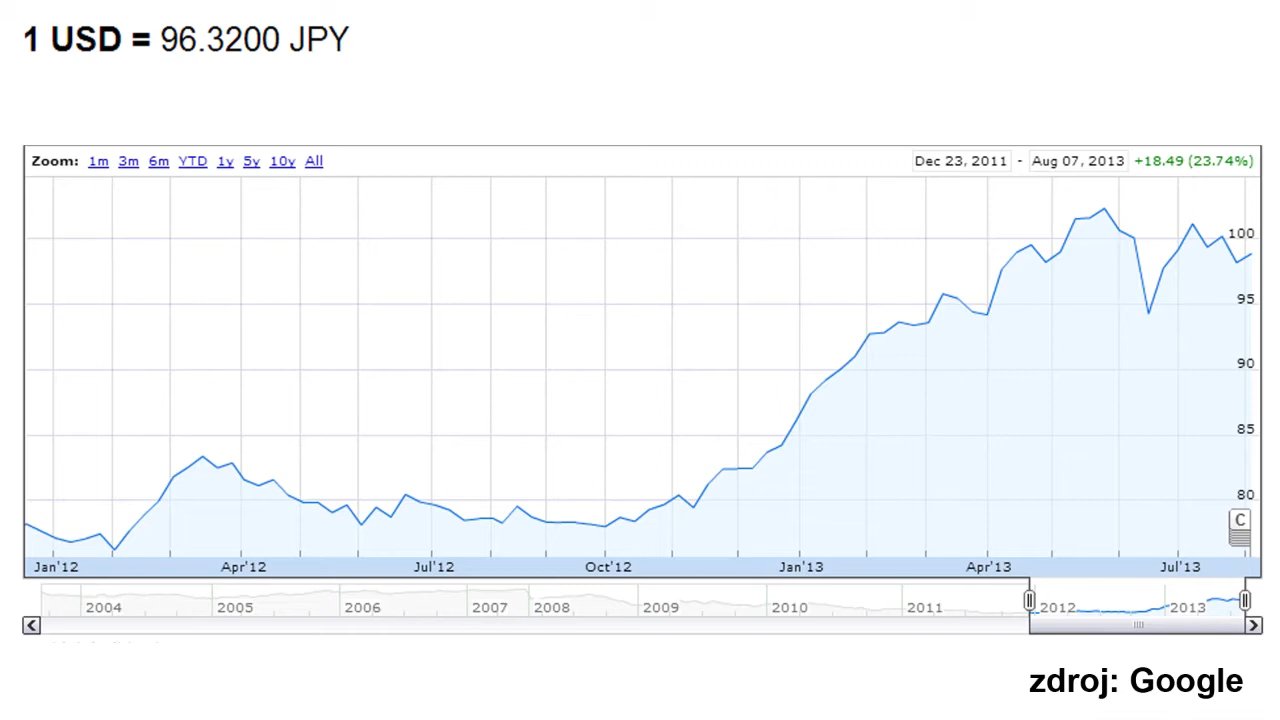 1 USD = 96.3200 JPY
Zoom: 1m 3m 6m YTD 1y 5y 10y All
Dec 23, 2011 - Aug 07, 2013 +18.49 (23.74%)
100
95
90
85
80
C
Jan'12 Apr'12 Jul'12 Oct'12 Jan'13 Apr'13 Jul'13
2004 2005 2006 2007 2008 2009 2010 2011 2012 2013
zdroj: Google